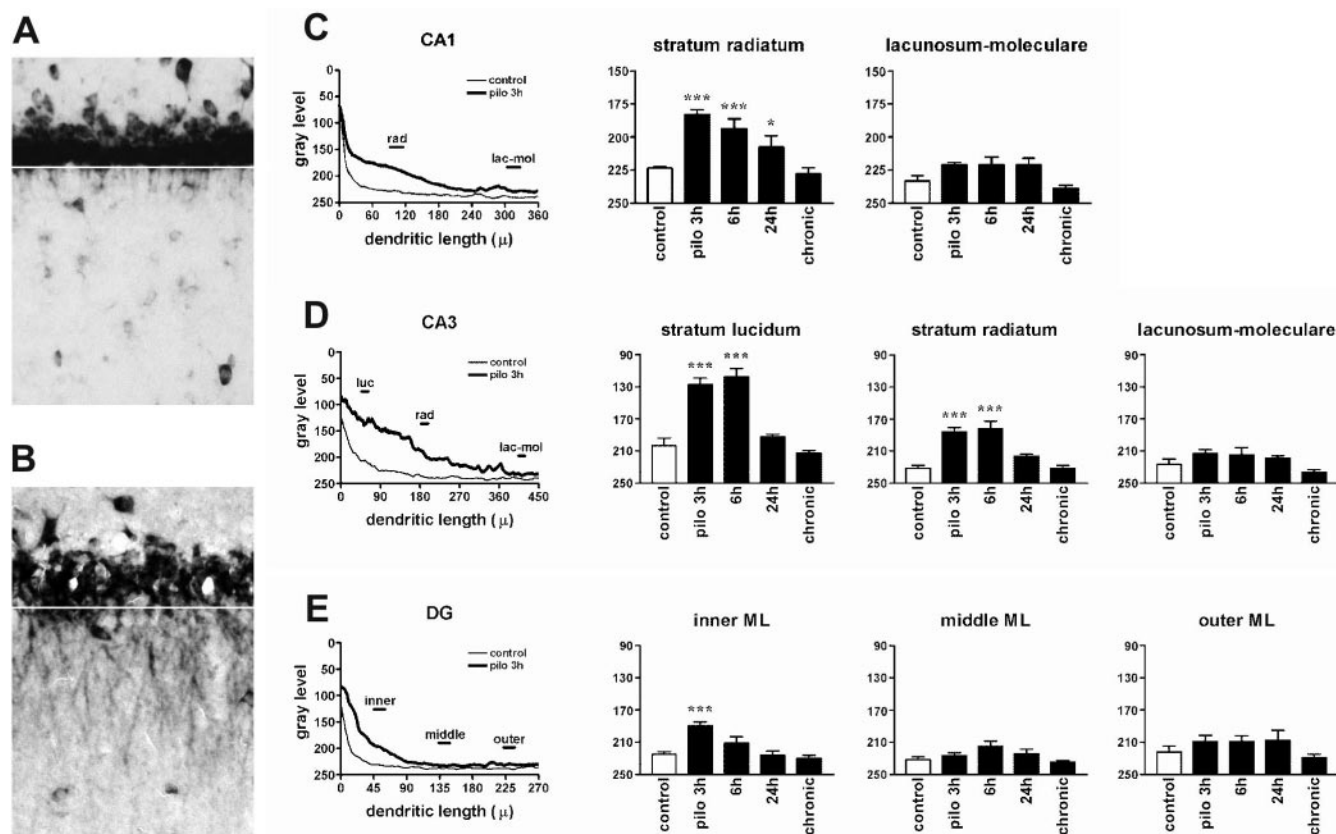 A
B
C
CA1
gray level
0
50
100
150
200
250
control
pilo 3h
rad
lac-mol
0 60 120 180 240 300 360
dendritic length (μ)
stratum radiatum
150
175
200
225
250
*** *** *
control pilo 3h 6h 24h chronic
lacunosum-moleculare
150
175
200
225
250
control pilo 3h 6h 24h chronic
D
CA3
gray level
0
50
100
150
200
250
control
pilo 3h
luc
rad
lac-mol
0 90 180 270 360 450
dendritic length (μ)
stratum lucidum
90
130
170
210
250
*** ***
control pilo 3h 6h 24h chronic
stratum radiatum
90
130
170
210
250
*** ***
control pilo 3h 6h 24h chronic
lacunosum-moleculare
90
130
170
210
250
control pilo 3h 6h 24h chronic
E
DG
gray level
0
50
100
150
200
250
control
pilo 3h
inner
middle
outer
0 45 90 135 180 225 270
dendritic length (μ)
inner ML
90
130
170
210
250
***
control pilo 3h 6h 24h chronic
middle ML
90
130
170
210
250
control pilo 3h 6h 24h chronic
outer ML
90
130
170
210
250
control pilo 3h 6h 24h chronic